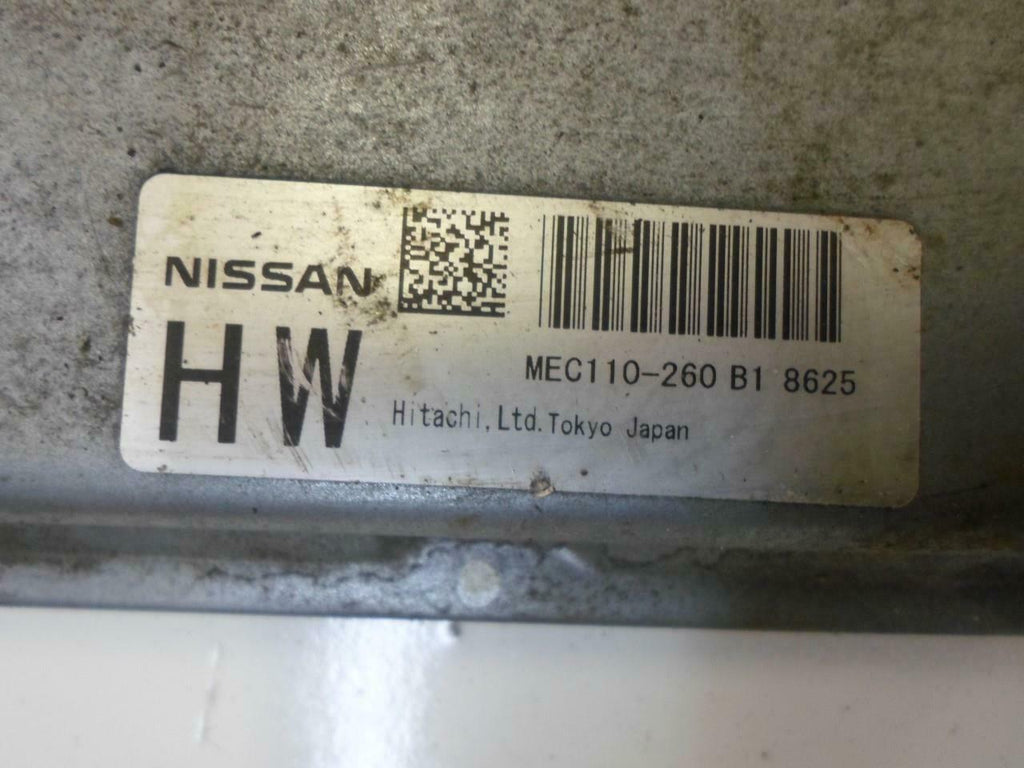 NISSAN
HW
MEC110-260 B1 8625
Hitachi,Ltd.Tokyo Japan